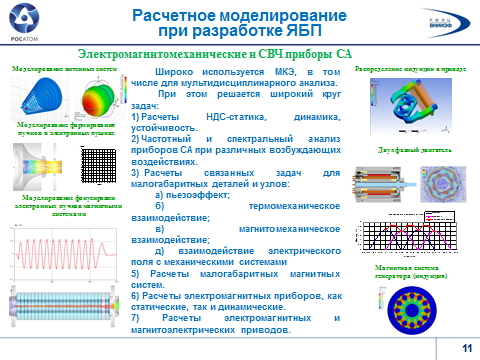 РОСАТОМ
Расчетное моделирование
при разработке ЯБП
РФЯЦ
ВНИИЭФ
Электромагнитомеханические и СВЧ приборы СА
Моделирование антенных систем
Моделирование формирования
пучков в электронных пушках
Моделирование фокусировки
электронных пучков магнитными
системами
Широко используется МКЭ, в том
числе для мультидисциплинарного анализа.
При этом решается широкий круг
задач:
1) Расчеты НДС-статика, динамика,
устойчивость.
2) Частотный и спектральный анализ
приборов СА при различных возбуждающих
воздействиях.
3) Расчеты связанных задач для
малогабаритных деталей и узлов:
а) пьезоэффект;
б) термомеханическое
взаимодействие;
в) магнитомеханическое
взаимодействие;
д) взаимодействие электрического
поля с механическими системами
5) Расчеты малогабаритных магнитных
систем.
6) Расчеты электромагнитных приборов, как
статические, так и динамические.
7) Расчеты электромагнитных и
магнитоэлектрических приводов.
Распределение индукции в приводе
Двухфазный двигатель
Магнитная система
генератора (индукция)
11